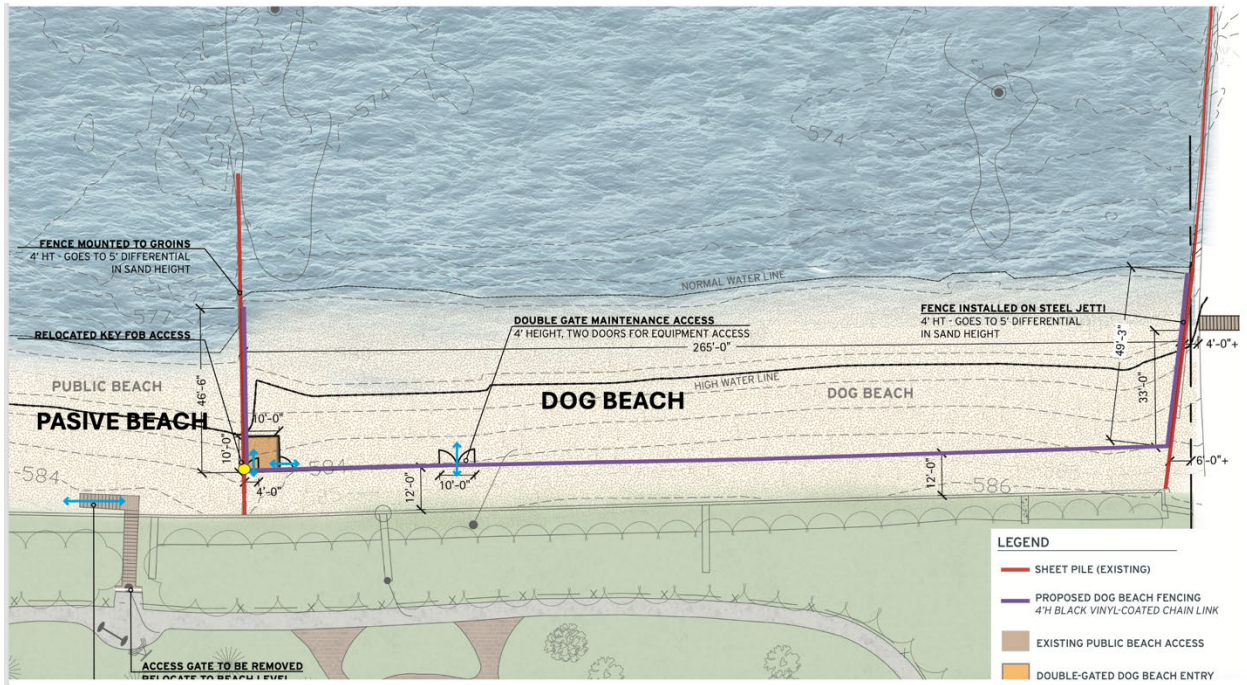 574
574
577
FENCE MOUNTED TO GROINS
4' HT - GOES TO 5' DIFFERENTIAL
IN SAND HEIGHT
NORMAL WATER LINE
RELOCATED KEY FOB ACCESS
DOUBLE GATE MAINTENANCE ACCESS
4' HEIGHT, TWO DOORS FOR EQUIPMENT ACCESS
FENCE INSTALLED ON STEEL JETTI
4' HT - GOES TO 5' DIFFERENTIAL
IN SAND HEIGHT
265'-0"
49'-3"
4'-0"+
33'-0"
46'-6"
PUBLIC BEACH
HIGH WATER LINE
DOG BEACH
DOG BEACH
PASIVE BEACH
10'-0"
10'-0"
584
584
4'-0"
10'-0"
12'-0"
12'-0"
586
6'-0"+
LEGEND
SHEET PILE (EXISTING)
PROPOSED DOG BEACH FENCING
4'H BLACK VINYL-COATED CHAIN LINK
EXISTING PUBLIC BEACH ACCESS
DOUBLE-GATED DOG BEACH ENTRY
ACCESS GATE TO BE REMOVED
RELOCATE TO BEACH LEVEL